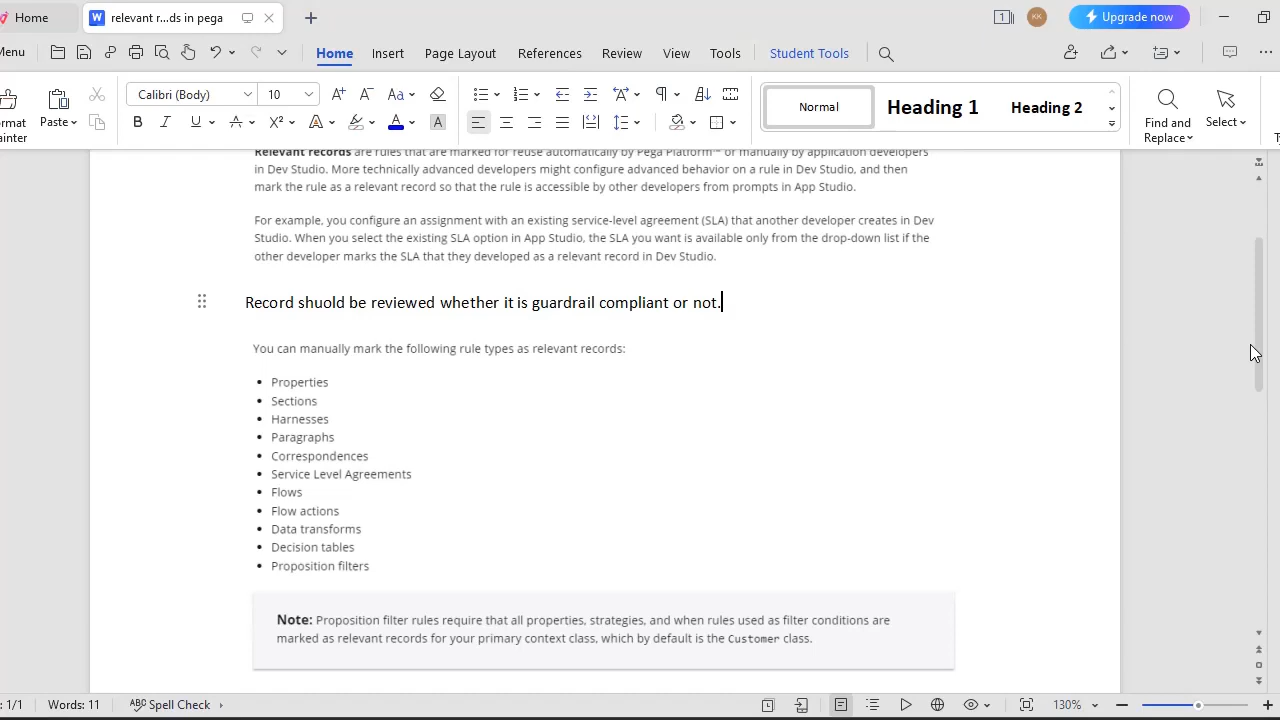 Home
relevant r...ds in pega
Upgrade now
Menu
Home Insert Page Layout References Review View Tools Student Tools
Calibri (Body) 10
Paste
Normal Heading 1 Heading 2
Find and Replace
Select
Relevant records are rules that are marked for reuse automatically by Pega Platform™ or manually by application developers
in Dev Studio. More technically advanced developers might configure advanced behavior on a rule in Dev Studio, and then
mark the rule as a relevant record so that the rule is accessible by other developers from prompts in App Studio.
For example, you configure an assignment with an existing service-level agreement (SLA) that another developer creates in Dev
Studio. When you select the existing SLA option in App Studio, the SLA you want is available only from the drop-down list if the
other developer marks the SLA that they developed as a relevant record in Dev Studio.
Record shuold be reviewed whether it is guardrail compliant or not.
You can manually mark the following rule types as relevant records:
Properties
Sections
Harnesses
Paragraphs
Correspondences
Service Level Agreements
Flows
Flow actions
Data transforms
Decision tables
Proposition filters
Note: Proposition filter rules require that all properties, strategies, and when rules used as filter conditions are
marked as relevant records for your primary context class, which by default is the Customer class.
: 1/1 Words: 11 Spell Check 130%